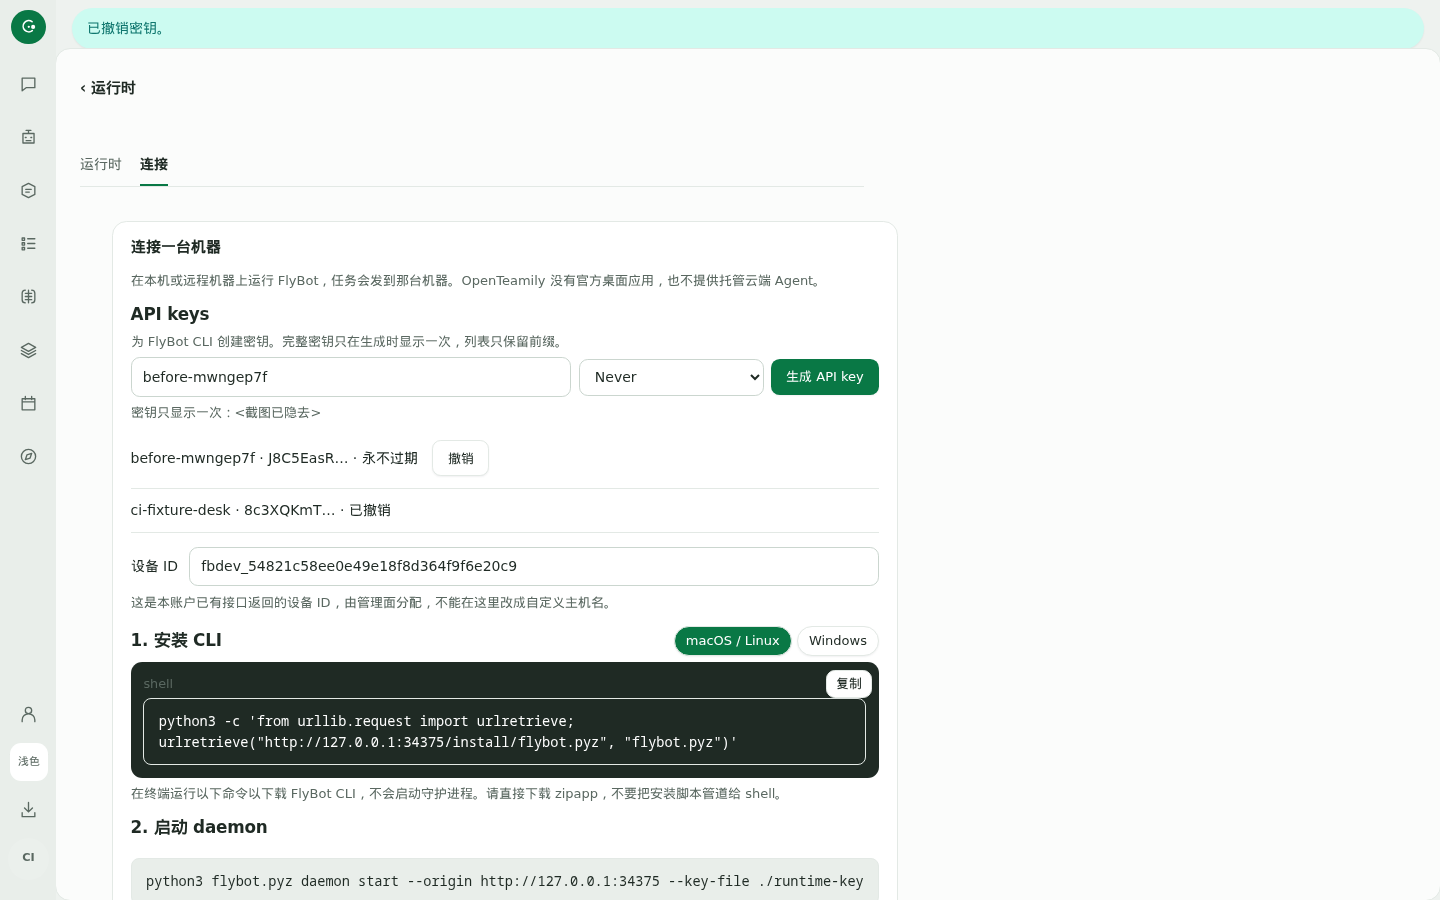 已撤销密钥。
‹ 运行时
运行时 连接
连接一台机器
在本机或远程机器上运行 FlyBot，任务会发到那台机器。OpenTeamily 没有官方桌面应用，也不提供托管云端 Agent。
API keys
为 FlyBot CLI 创建密钥。完整密钥只在生成时显示一次，列表只保留前缀。
before-mwngep7f Never 生成 API key
密钥只显示一次：<截图已隐去>
before-mwngep7f · J8C5EasR… · 永不过期 撤销
ci-fixture-desk · 8c3XQKmT… · 已撤销
设备 ID fbdev_54821c58ee0e49e18f8d364f9f6e20c9
这是本账户已有接口返回的设备 ID，由管理面分配，不能在这里改成自定义主机名。
1. 安装 CLI macOS / Linux Windows
shell 复制
python3 -c 'from urllib.request import urlretrieve;
urlretrieve("http://127.0.0.1:34375/install/flybot.pyz", "flybot.pyz")'
在终端运行以下命令以下载 FlyBot CLI，不会启动守护进程。请直接下载 zipapp，不要把安装脚本管道给 shell。
2. 启动 daemon
python3 flybot.pyz daemon start --origin http://127.0.0.1:34375 --key-file ./runtime-key
浅色
CI